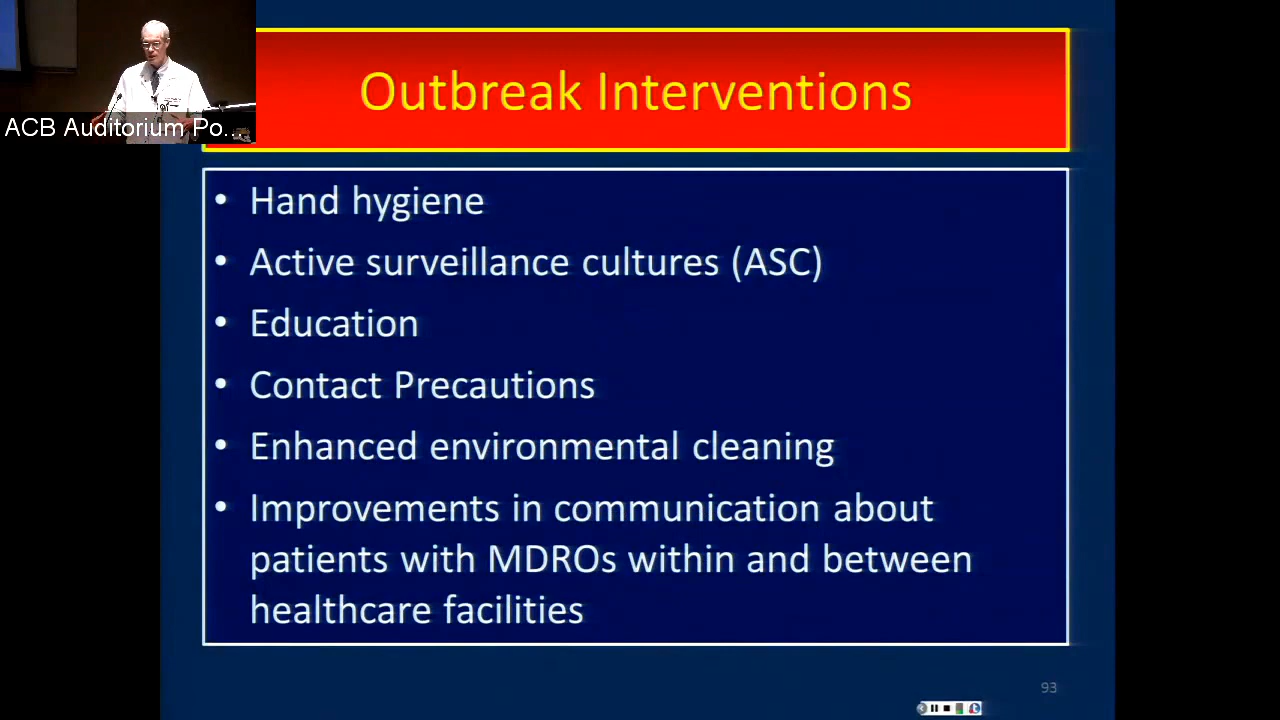 ACB Auditorium Po...
Outbreak Interventions
• Hand hygiene
• Active surveillance cultures (ASC)
• Education
• Contact Precautions
• Enhanced environmental cleaning
• Improvements in communication about
patients with MDROs within and between
healthcare facilities
93